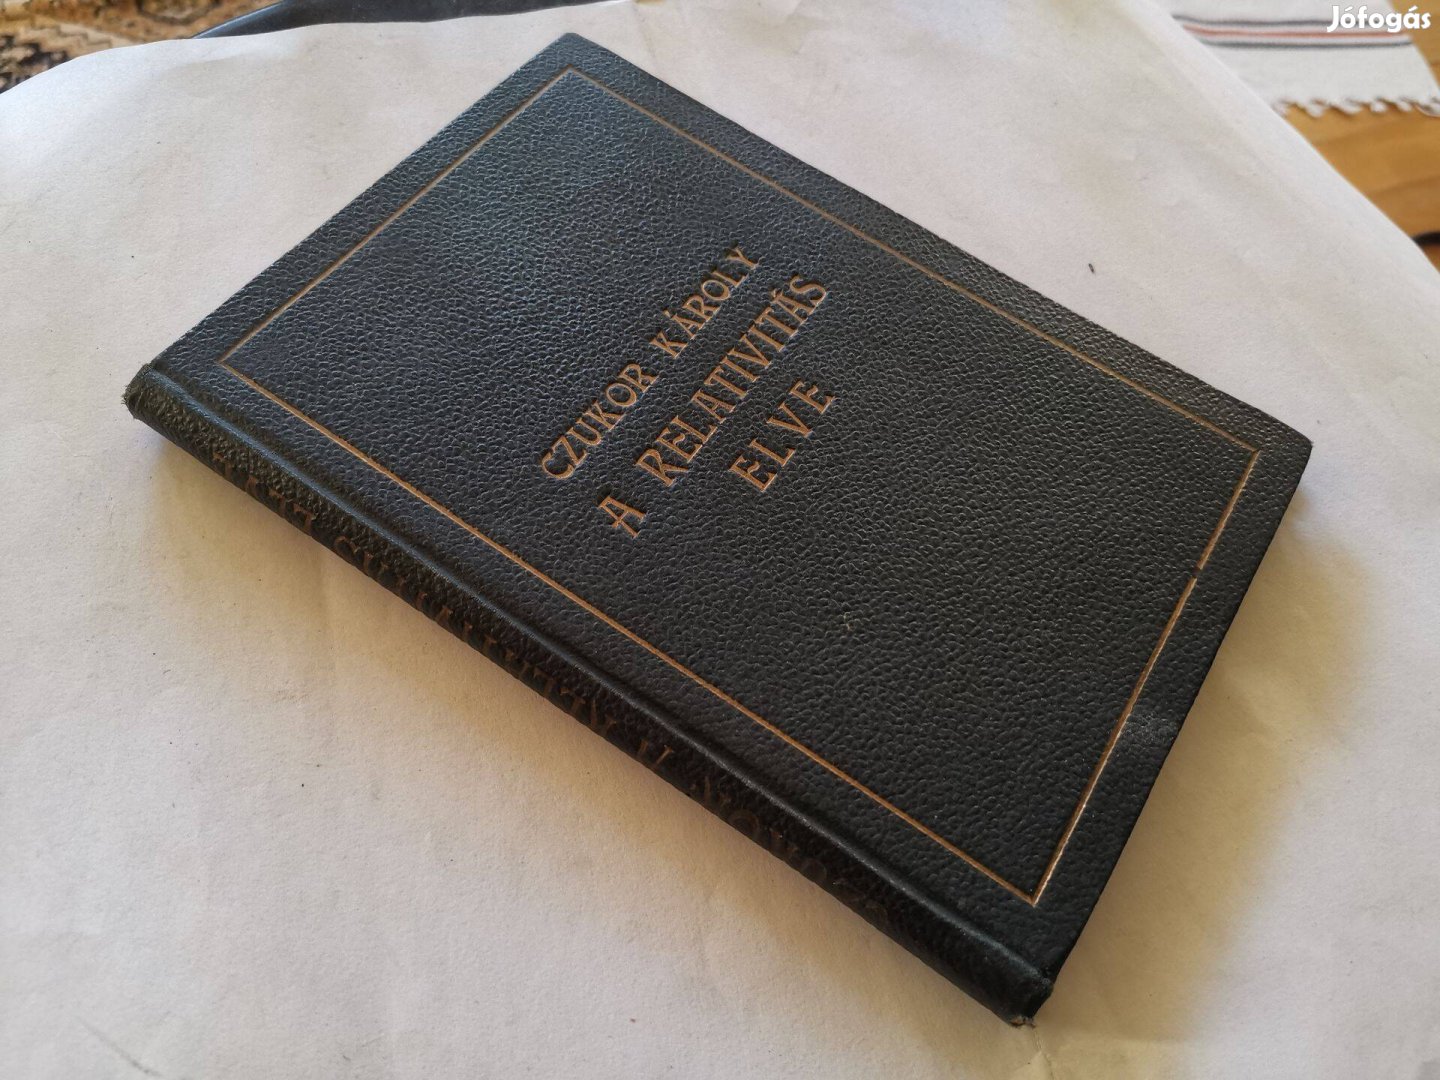 Jófogás
CZUKOR KÁROLY
A RELATIVITÁS
ELVE